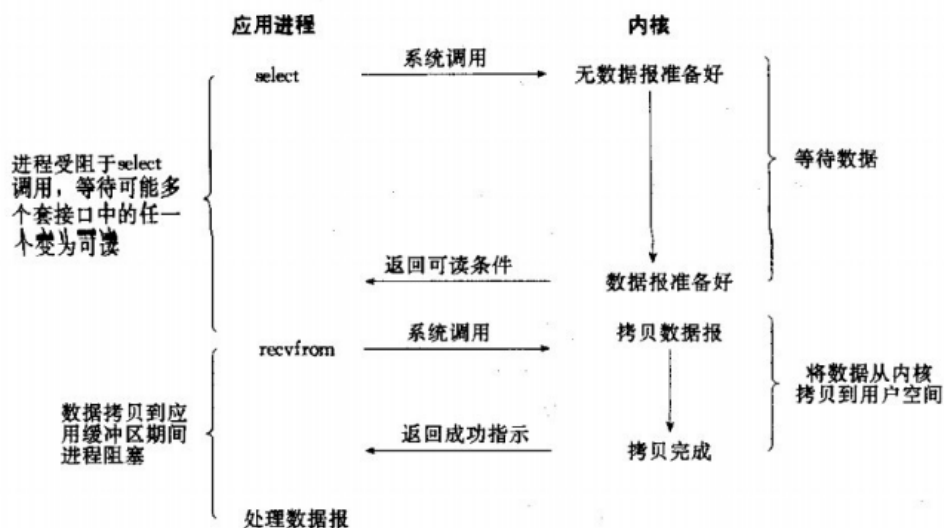 应用进程
内核
系统调用
select
无数据报准备好
进程受阻于select
调用，等待可能多
个套接口中的任一
个变为可读
等待数据
返回可读条件
数据报准备好
系统调用
recvfrom
拷贝数据报
将数据从内核
拷贝到用户空间
数据拷贝到应
用缓冲区期间
进程阻塞
返回成功指示
拷贝完成
处理数据报